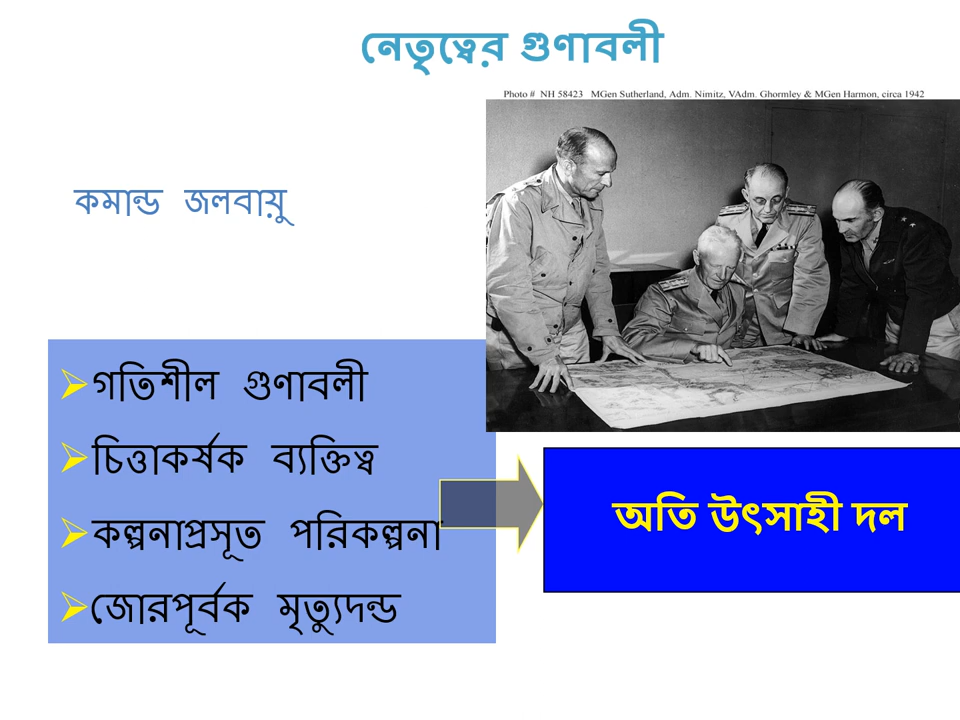 নেতৃত্বের গুণাবলী
Photo # NH 58423 MGen Sutherland, Adm. Nimitz, VAdm. Ghormley & MGen Harmon, circa 1942
কমান্ড জলবায়ু
গতিশীল গুণাবলী
চিত্তাকর্ষক ব্যক্তিত্ব
কল্পনাপ্রসূত পরিকল্পনা
জোরপূর্বক মৃত্যুদন্ড
অতি উৎসাহী দল